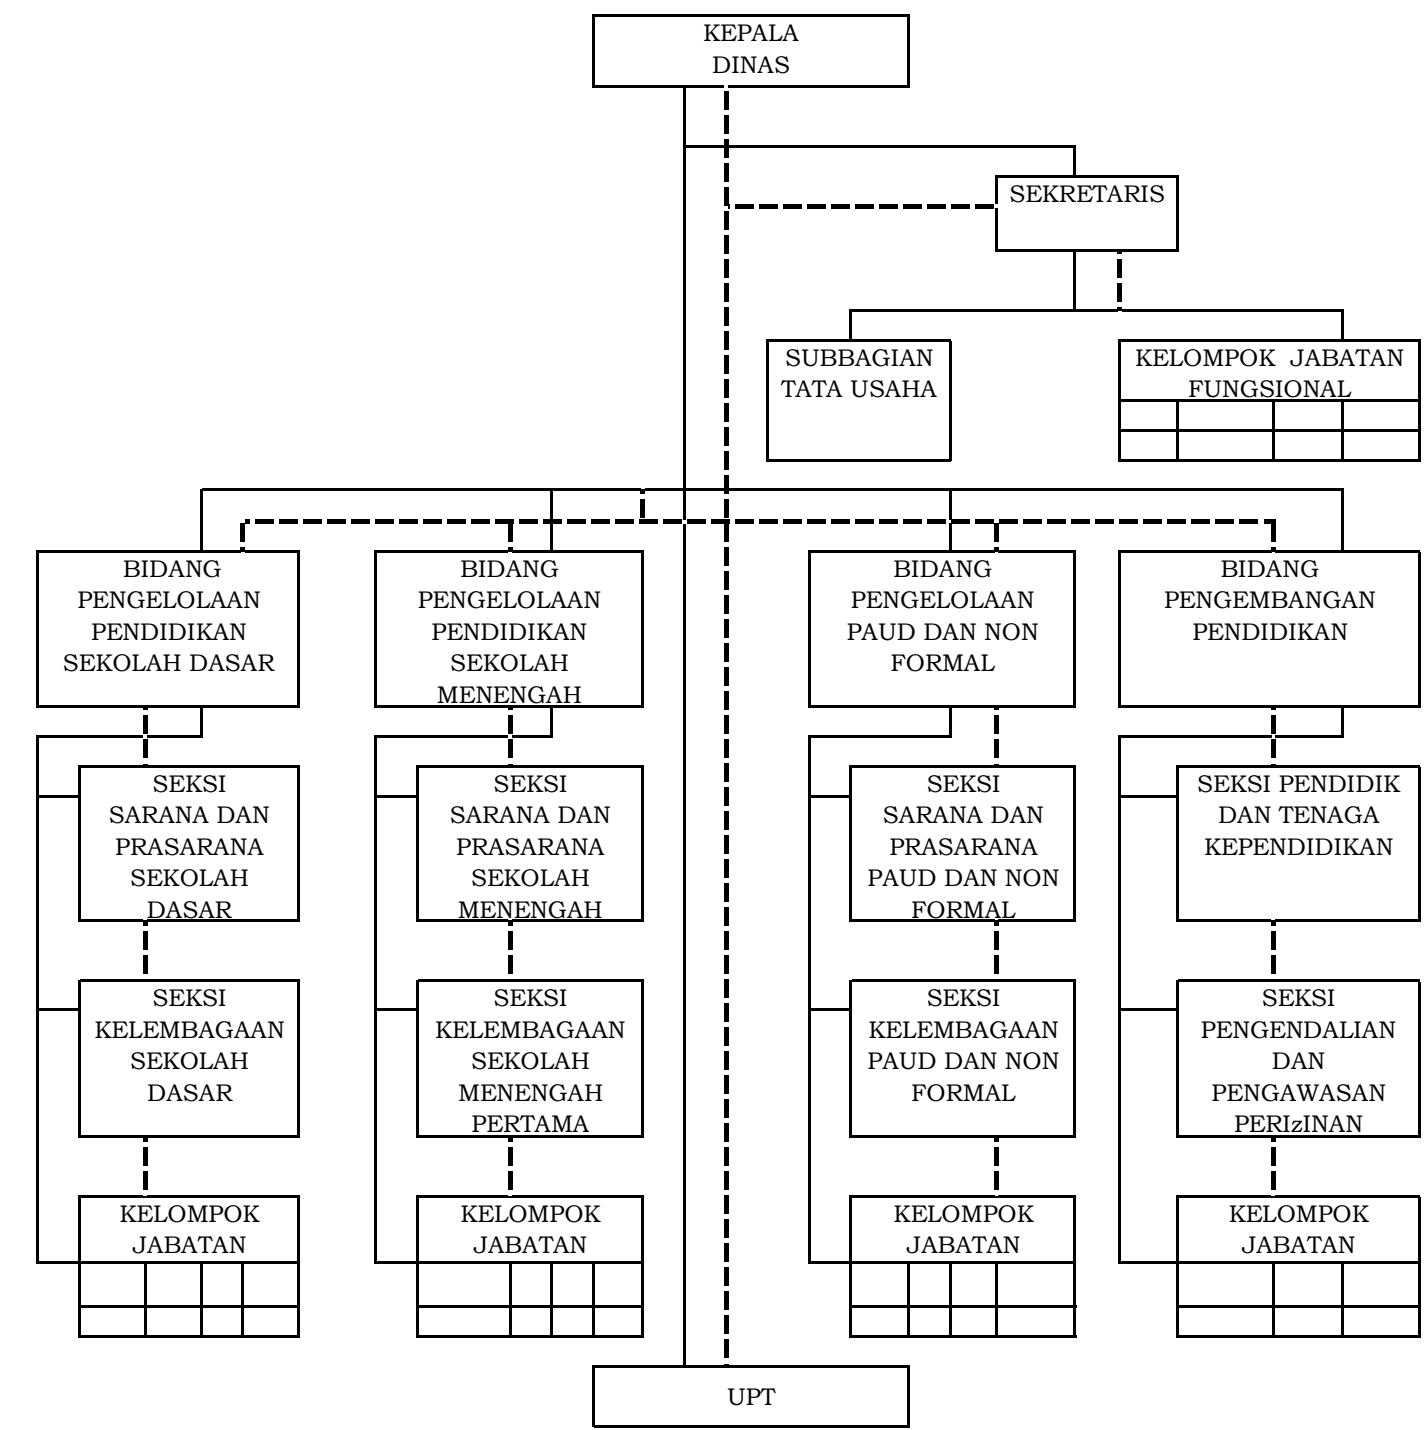 KEPALA
DINAS
SEKRETARIS
SUBBAGIAN
TATA USAHA
KELOMPOK JABATAN
FUNGSIONAL
BIDANG
PENGELOLAAN
PENDIDIKAN
SEKOLAH DASAR
BIDANG
PENGELOLAAN
PENDIDIKAN
SEKOLAH
MENENGAH
BIDANG
PENGELOLAAN
PAUD DAN NON
FORMAL
BIDANG
PENGEMBANGAN
PENDIDIKAN
SEKSI
SARANA DAN
PRASARANA
SEKOLAH
DASAR
SEKSI
SARANA DAN
PRASARANA
SEKOLAH
MENENGAH
SEKSI
SARANA DAN
PRASARANA
PAUD DAN NON
FORMAL
SEKSI PENDIDIK
DAN TENAGA
KEPENDIDIKAN
SEKSI
KELEMBAGAAN
SEKOLAH
DASAR
SEKSI
KELEMBAGAAN
SEKOLAH
MENENGAH
PERTAMA
SEKSI
KELEMBAGAAN
PAUD DAN NON
FORMAL
SEKSI
PENGENDALIAN
DAN
PENGAWASAN
PERIzINAN
KELOMPOK
JABATAN
KELOMPOK
JABATAN
KELOMPOK
JABATAN
KELOMPOK
JABATAN
UPT